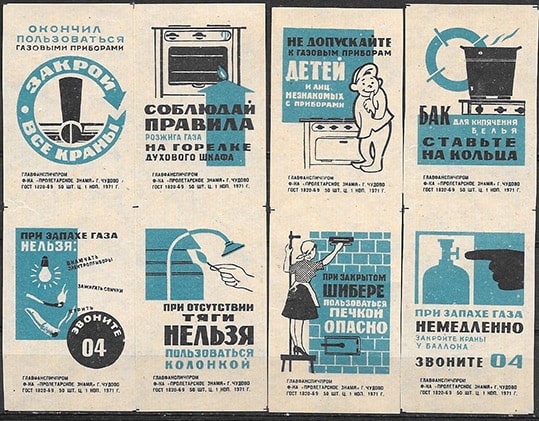 ОКОНЧИЛ
ПОЛЬЗОВАТЬСЯ
ГАЗОВЫМИ ПРИБОРАМИ
ЗАКРОЙ
ВСЕ КРАНЫ
ГЛАВФАНСПИЧПРОМ
Ф-КА «ПРОЛЕТАРСКОЕ ЗНАМЯ» Г. ЧУДОВО
ГОСТ 1820-69 50 ШТ. Ц. 1 КОП. 1971 Г.
СОБЛЮДАЙ
ПРАВИЛА
РОЗЖИГА ГАЗА
НА ГОРЕЛКЕ
ДУХОВОГО ШКАФА
ГЛАВФАНСПИЧПРОМ
Ф-КА «ПРОЛЕТАРСКОЕ ЗНАМЯ» Г. ЧУДОВО
ГОСТ 1820-69 50 ШТ. Ц. 1 КОП. 1971 Г.
НЕ ДОПУСКАЙТЕ
К ГАЗОВЫМ ПРИБОРАМ
ДЕТЕЙ
И ЛИЦ,
НЕЗНАКОМЫХ
С ПРИБОРАМИ
ГЛАВФАНСПИЧПРОМ
Ф-КА «ПРОЛЕТАРСКОЕ ЗНАМЯ» Г. ЧУДОВО
ГОСТ 1820-69 50 ШТ. Ц. 1 КОП. 1971 Г.
БАК ДЛЯ КИПЯЧЕНИЯ
БЕЛЬЯ
СТАВЬТЕ
НА КОЛЬЦА
ГЛАВФАНСПИЧПРОМ
Ф-КА «ПРОЛЕТАРСКОЕ ЗНАМЯ» Г. ЧУДОВО
ГОСТ 1820-69 50 ШТ. Ц. 1 КОП. 1971 Г.
ПРИ ЗАПАХЕ ГАЗА
НЕЛЬЗЯ:
ВКЛЮЧАТЬ
ЭЛЕКТРОПРИБОРЫ
ЗАЖИГАТЬ СПИЧКИ
КУРИТЬ
ЗВОНИТЕ
04
ГЛАВФАНСПИЧПРОМ
Ф-КА «ПРОЛЕТАРСКОЕ ЗНАМЯ» Г. ЧУДОВО
ГОСТ 1820-69 50 ШТ. Ц. 1 КОП. 1971 Г.
ПРИ ОТСУТСТВИИ
ТЯГИ
НЕЛЬЗЯ
ПОЛЬЗОВАТЬСЯ
КОЛОНКОЙ
ГЛАВФАНСПИЧПРОМ
Ф-КА «ПРОЛЕТАРСКОЕ ЗНАМЯ» Г. ЧУДОВО
ГОСТ 1820-69 50 ШТ. Ц. 1 КОП. 1971 Г.
ПРИ ЗАКРЫТОМ
ШИБЕРЕ
ПОЛЬЗОВАТЬСЯ
ПЕЧКОЙ
ОПАСНО
ГЛАВФАНСПИЧПРОМ
Ф-КА «ПРОЛЕТАРСКОЕ ЗНАМЯ» Г. ЧУДОВО
ГОСТ 1820-69 50 ШТ. Ц. 1 КОП. 1971 Г.
ПРИ ЗАПАХЕ ГАЗА
НЕМЕДЛЕННО
ЗАКРОЙТЕ КРАНЫ
У БАЛЛОНА
ЗВОНИТЕ 04
ГЛАВФАНСПИЧПРОМ
Ф-КА «ПРОЛЕТАРСКОЕ ЗНАМЯ» Г. ЧУДОВО
ГОСТ 1820-69 50 ШТ. Ц. 1 КОП. 1971 Г.